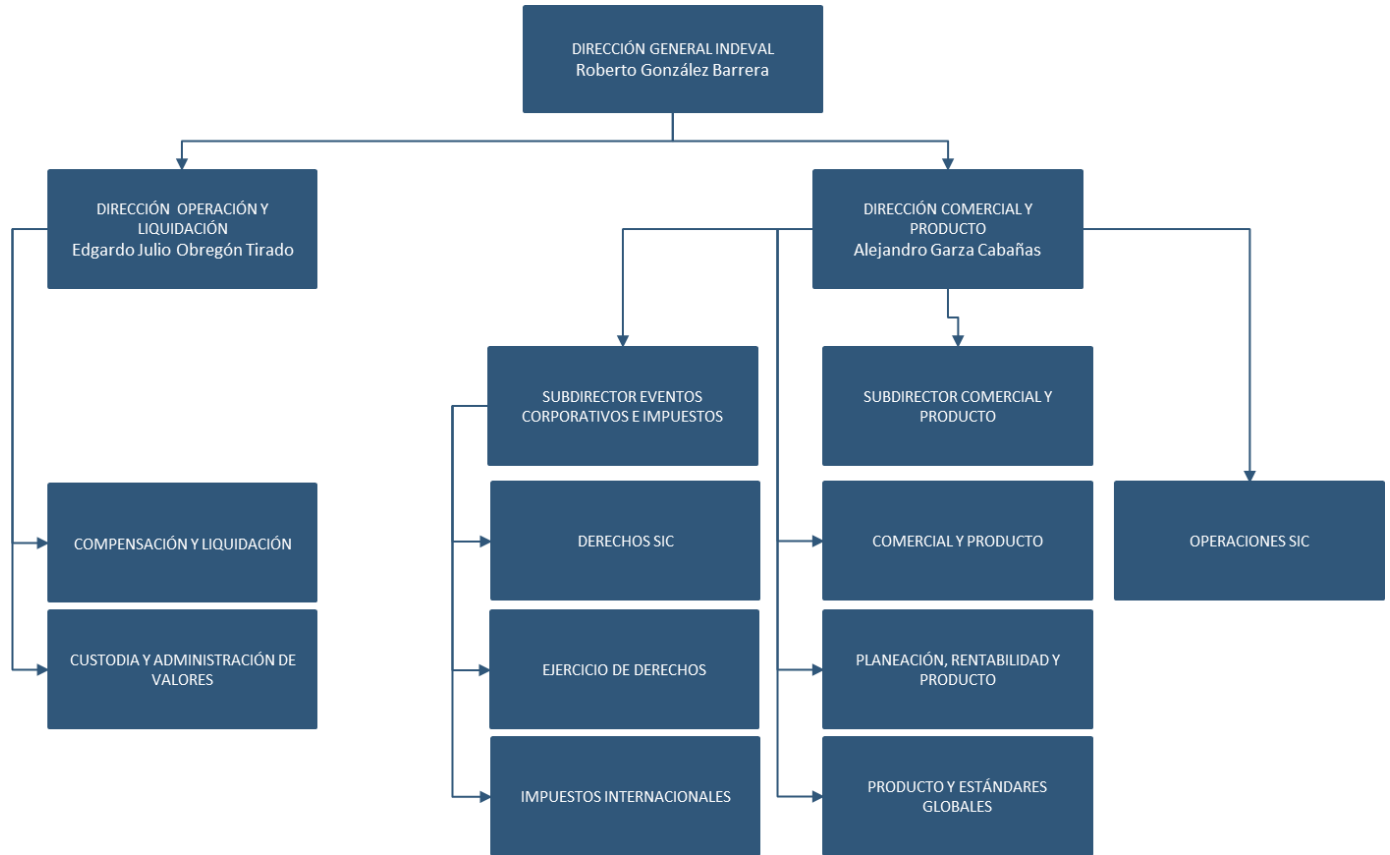 DIRECCIÓN GENERAL INDEVAL
Roberto González Barrera
DIRECCIÓN OPERACIÓN Y
LIQUIDACIÓN
Edgardo Julio Obregón Tirado
DIRECCIÓN COMERCIAL Y
PRODUCTO
Alejandro Garza Cabañas
SUBDIRECTOR EVENTOS
CORPORATIVOS E IMPUESTOS
SUBDIRECTOR COMERCIAL Y
PRODUCTO
COMPENSACIÓN Y LIQUIDACIÓN
DERECHOS SIC
COMERCIAL Y PRODUCTO
OPERACIONES SIC
CUSTODIA Y ADMINISTRACIÓN DE
VALORES
EJERCICIO DE DERECHOS
PLANEACIÓN, RENTABILIDAD Y
PRODUCTO
IMPUESTOS INTERNACIONALES
PRODUCTO Y ESTÁNDARES
GLOBALES